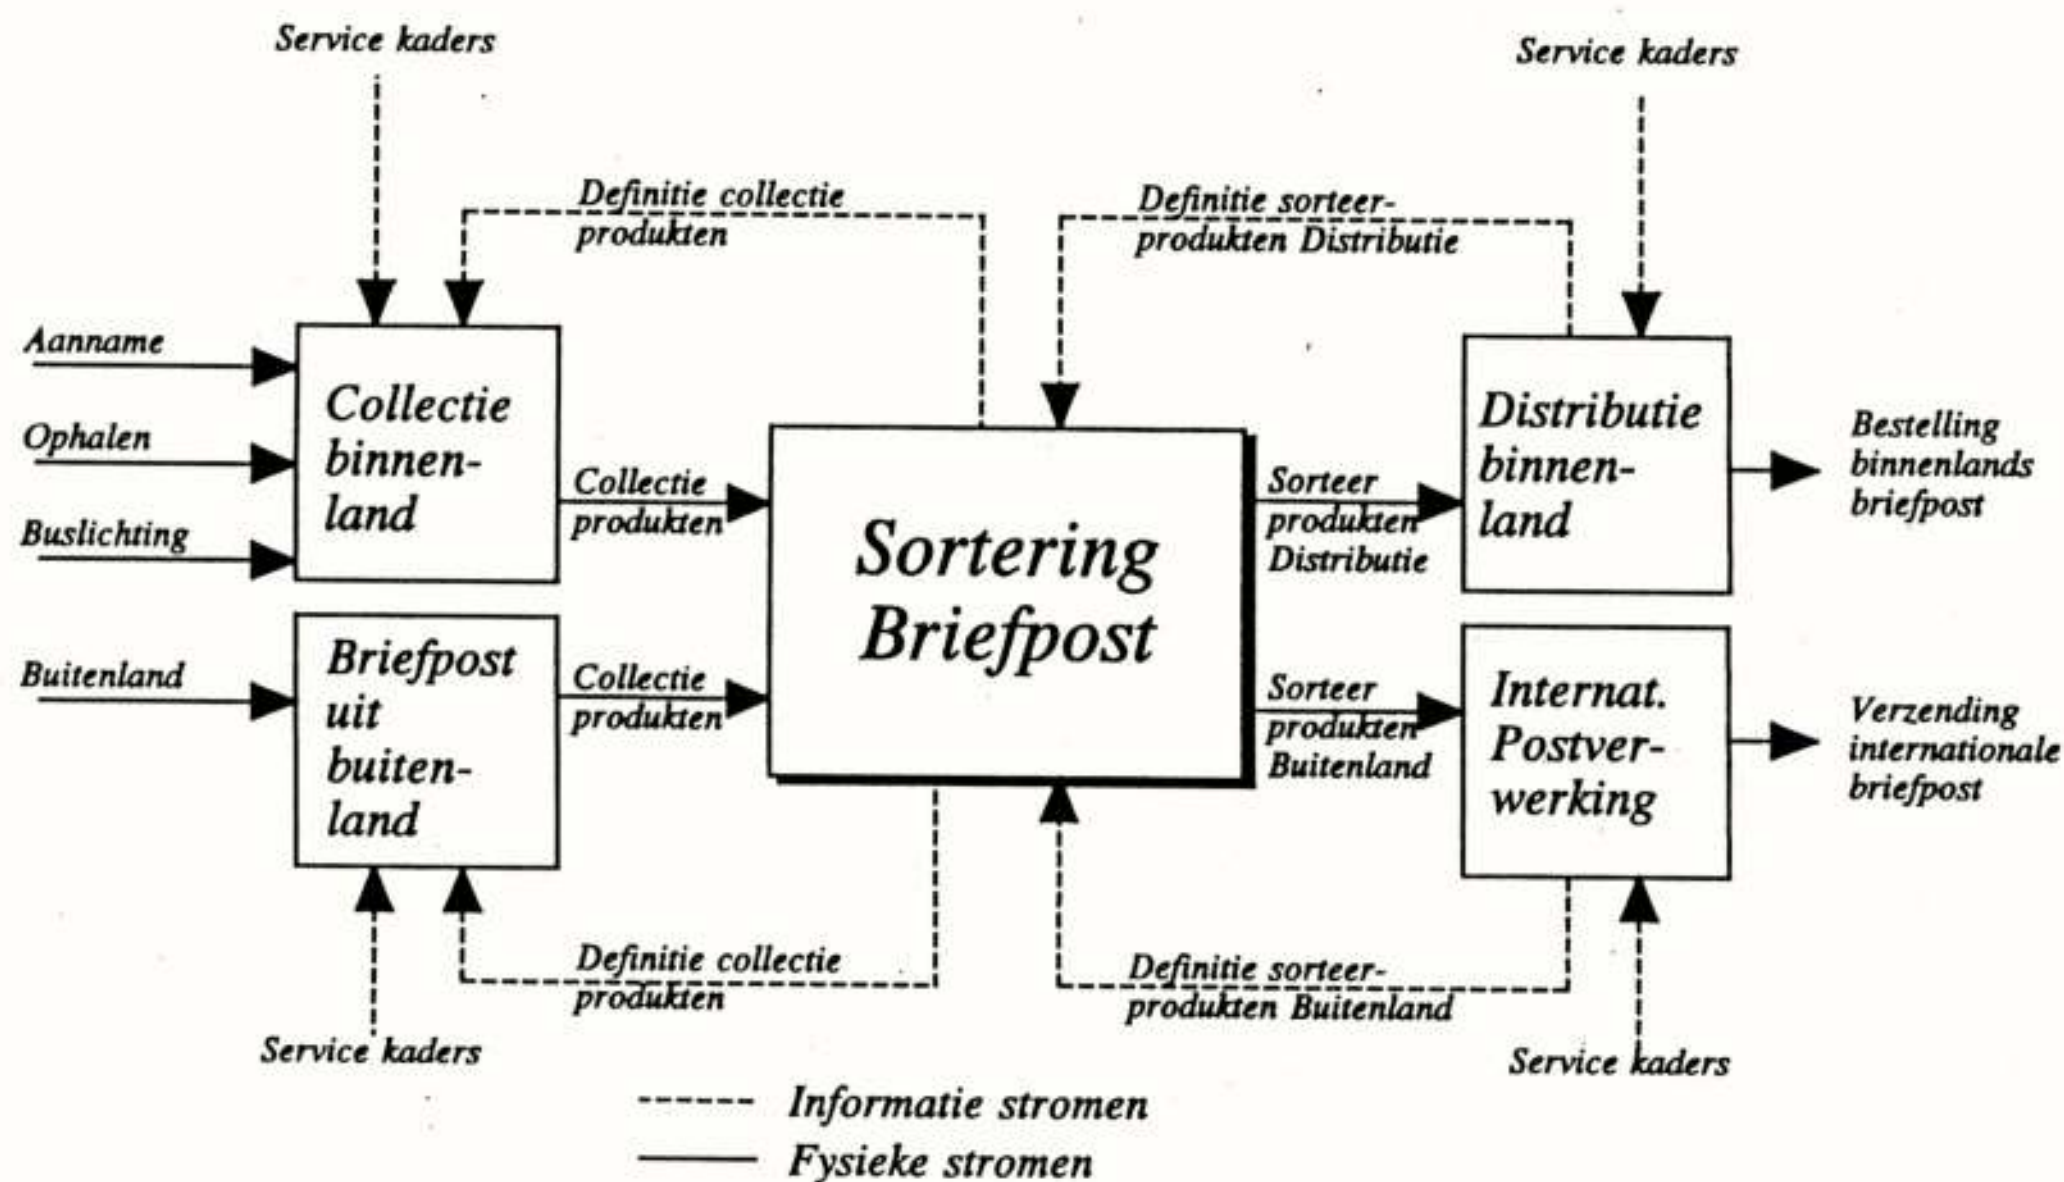 Service kaders
Service kaders
Definitie collectie
produkten
Definitie sorteer-
produkten Distributie
Aanname
Ophalen
Buslichting
Collectie
binnen-
land
Collectie
produkten
Sortering
Briefpost
Sorteer
produkten
Distributie
Distributie
binnen-
land
Bestelling
binnenlands
briefpost
Buitenland
Briefpost
uit
buiten-
land
Collectie
produkten
Sorteer
produkten
Buitenland
Internat.
Postver-
werking
Verzending
internationale
briefpost
Definitie collectie
produkten
Definitie sorteer-
produkten Buitenland
Service kaders
Service kaders
Informatie stromen
Fysieke stromen